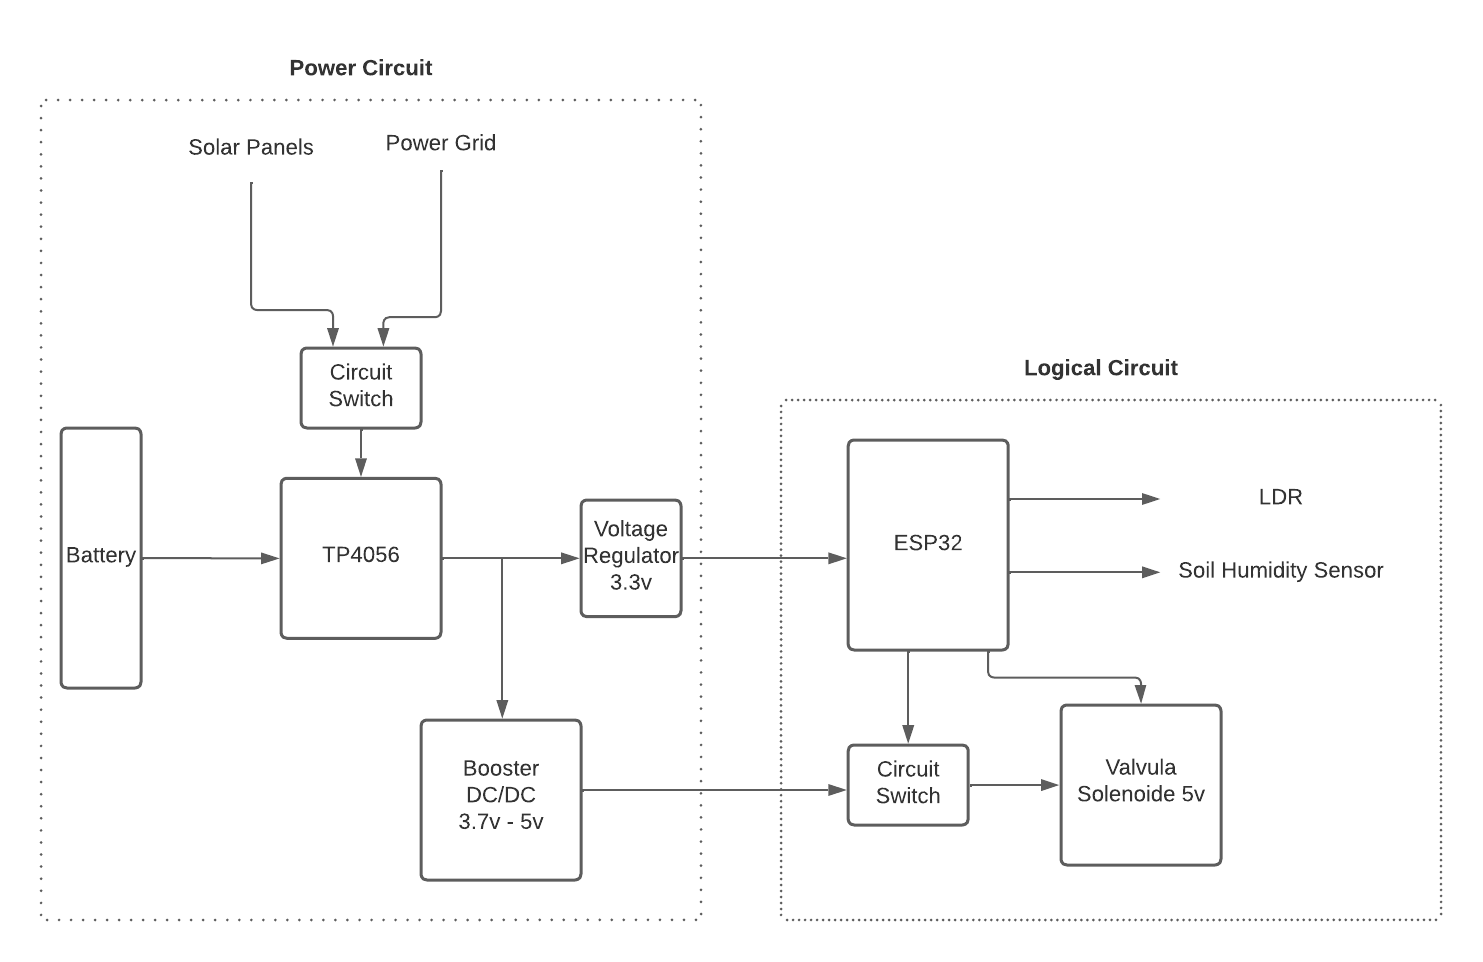 Power Circuit
Solar Panels
Power Grid
Circuit
Switch
Battery
TP4056
Voltage
Regulator
3.3v
Booster
DC/DC
3.7v - 5v
Logical Circuit
ESP32
LDR
Soil Humidity Sensor
Circuit
Switch
Valvula
Solenoide 5v